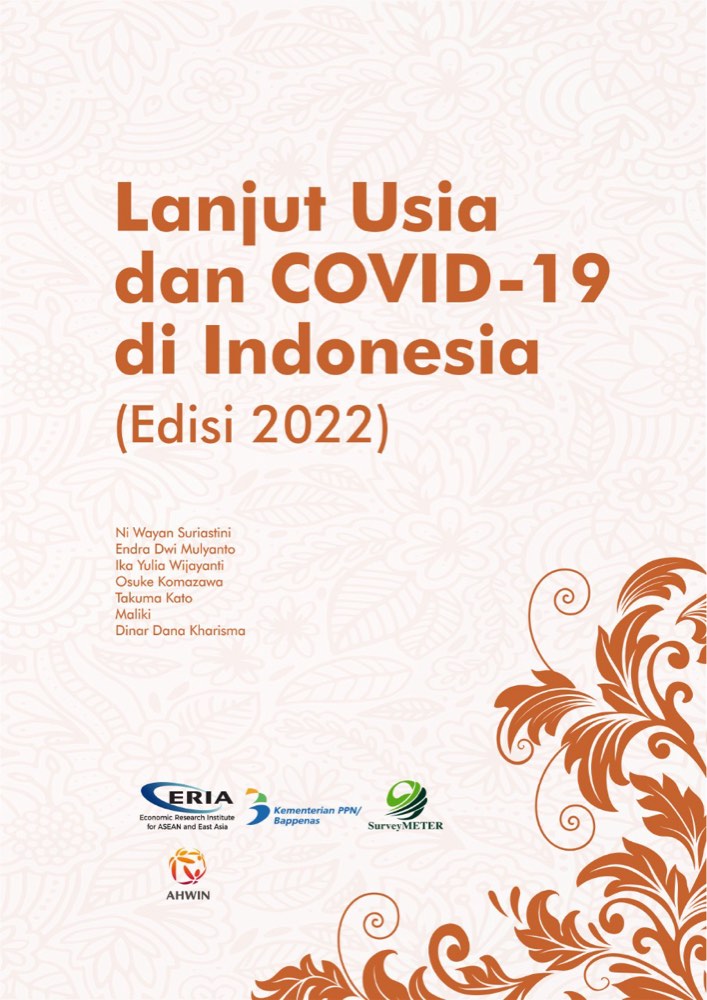 Lanjut Usia
dan COVID-19
di Indonesia
(Edisi 2022)
Ni Wayan Suriastini
Endra Dwi Mulyanto
Ika Yulia Wijayanti
Osuke Komazawa
Takuma Kato
Maliki
Dinar Dana Kharisma
ERIA
Economic Research Institute
for ASEAN and East Asia
Kementerian PPN/
Bappenas
SurveyMETER
AHWIN